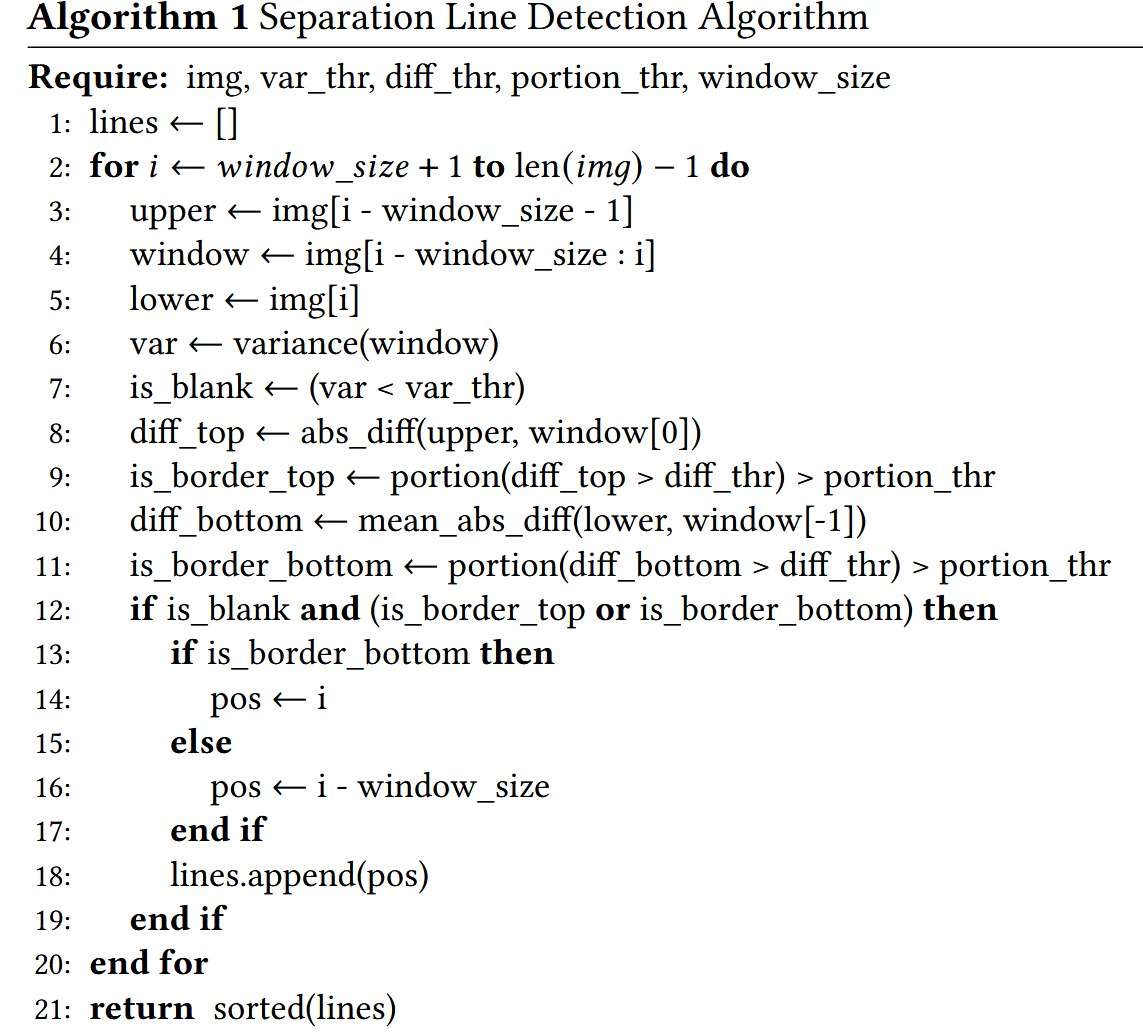 Algorithm 1 Separation Line Detection Algorithm
Require: img, var_thr, diff_thr, portion_thr, window_size
1: lines ← []
2: for i ← window_size + 1 to len(img) − 1 do
3: upper ← img[i - window_size - 1]
4: window ← img[i - window_size : i]
5: lower ← img[i]
6: var ← variance(window)
7: is_blank ← (var < var_thr)
8: diff_top ← abs_diff(upper, window[0])
9: is_border_top ← portion(diff_top > diff_thr) > portion_thr
10: diff_bottom ← mean_abs_diff(lower, window[-1])
11: is_border_bottom ← portion(diff_bottom > diff_thr) > portion_thr
12: if is_blank and (is_border_top or is_border_bottom) then
13: if is_border_bottom then
14: pos ← i
15: else
16: pos ← i - window_size
17: end if
18: lines.append(pos)
19: end if
20: end for
21: return sorted(lines)